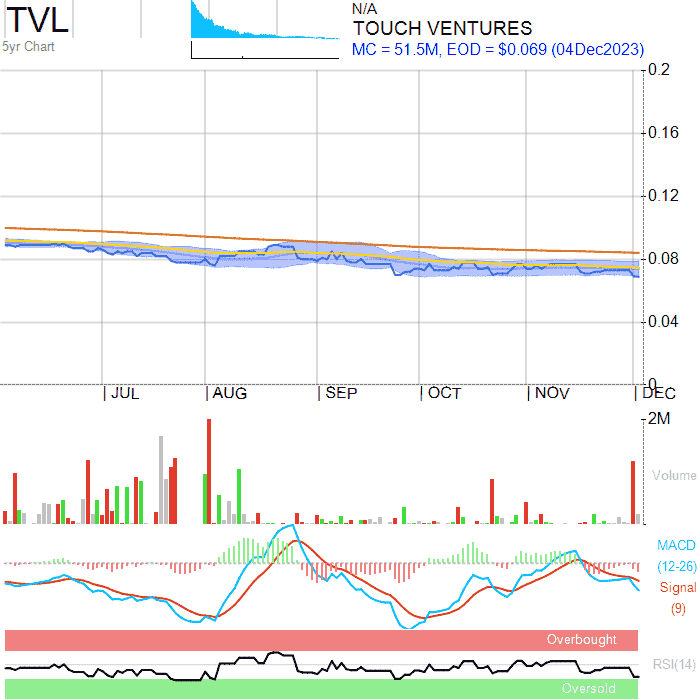 TVL
5yr Chart
N/A
TOUCH VENTURES
MC = 51.5M, EOD = $0.069 (04Dec2023)
0.2
0.16
0.12
0.08
0.04
0
JUL AUG SEP OCT NOV DEC
2M
Volume
MACD
(12-26)
Signal
(9)
Overbought
RSI(14)
Oversold